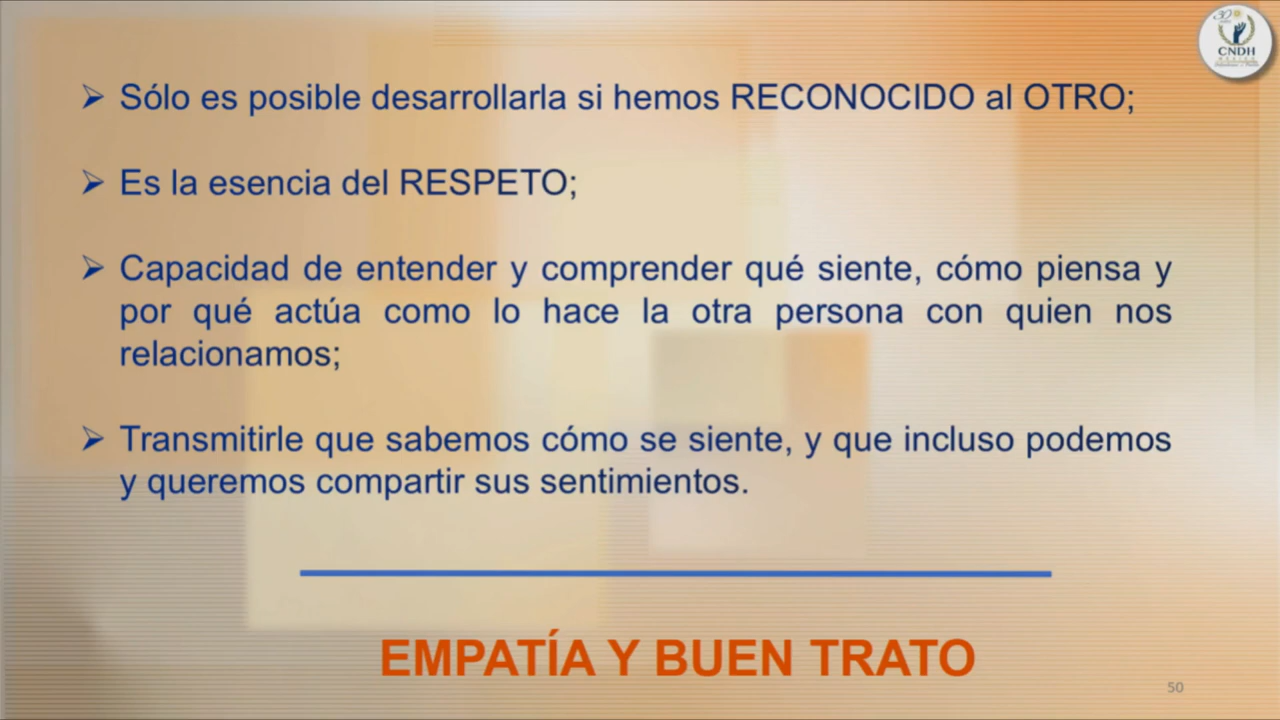 CNDH
MÉXICO
➢ Sólo es posible desarrollarla si hemos RECONOCIDO al OTRO;
➢ Es la esencia del RESPETO;
➢ Capacidad de entender y comprender qué siente, cómo piensa y
por qué actúa como lo hace la otra persona con quien nos
relacionamos;
➢ Transmitirle que sabemos cómo se siente, y que incluso podemos
y queremos compartir sus sentimientos.
EMPATÍA Y BUEN TRATO
50